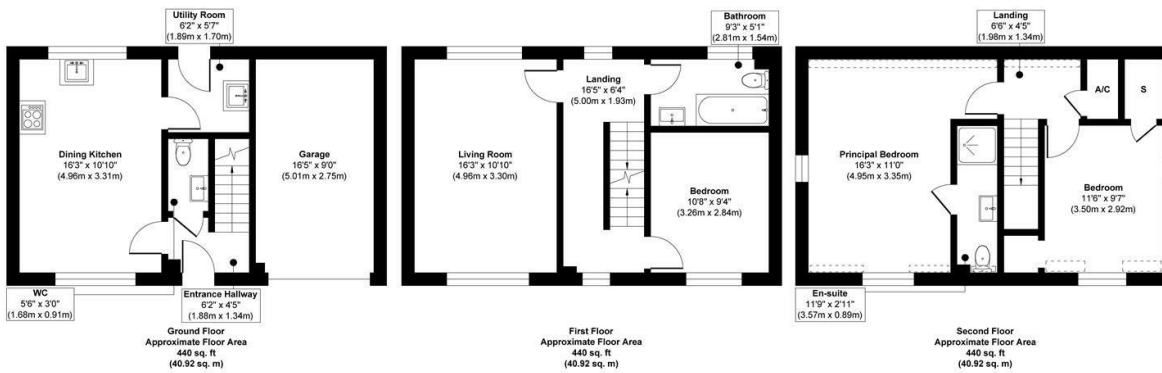 Utility Room
6'2" x 5'7"
(1.89m x 1.70m)
Dining Kitchen
16'3" x 10'10"
(4.96m x 3.31m)
Garage
16'5" x 9'0"
(5.01m x 2.75m)
WC
5'6" x 3'0"
(1.68m x 0.91m)
Entrance Hallway
6'2" x 4'5"
(1.88m x 1.34m)
Ground Floor
Approximate Floor Area
440 sq. ft
(40.92 sq. m)
Bathroom
9'3" x 5'1"
(2.81m x 1.54m)
Landing
16'5" x 6'4"
(5.00m x 1.93m)
Living Room
16'3" x 10'10"
(4.96m x 3.30m)
Bedroom
10'8" x 9'4"
(3.26m x 2.84m)
First Floor
Approximate Floor Area
440 sq. ft
(40.92 sq. m)
Landing
6'6" x 4'5"
(1.98m x 1.34m)
A/C
S
Principal Bedroom
16'3" x 11'0"
(4.95m x 3.35m)
Bedroom
11'6" x 9'7"
(3.50m x 2.92m)
En-suite
11'9" x 2'11"
(3.57m x 0.89m)
Second Floor
Approximate Floor Area
440 sq. ft
(40.92 sq. m)